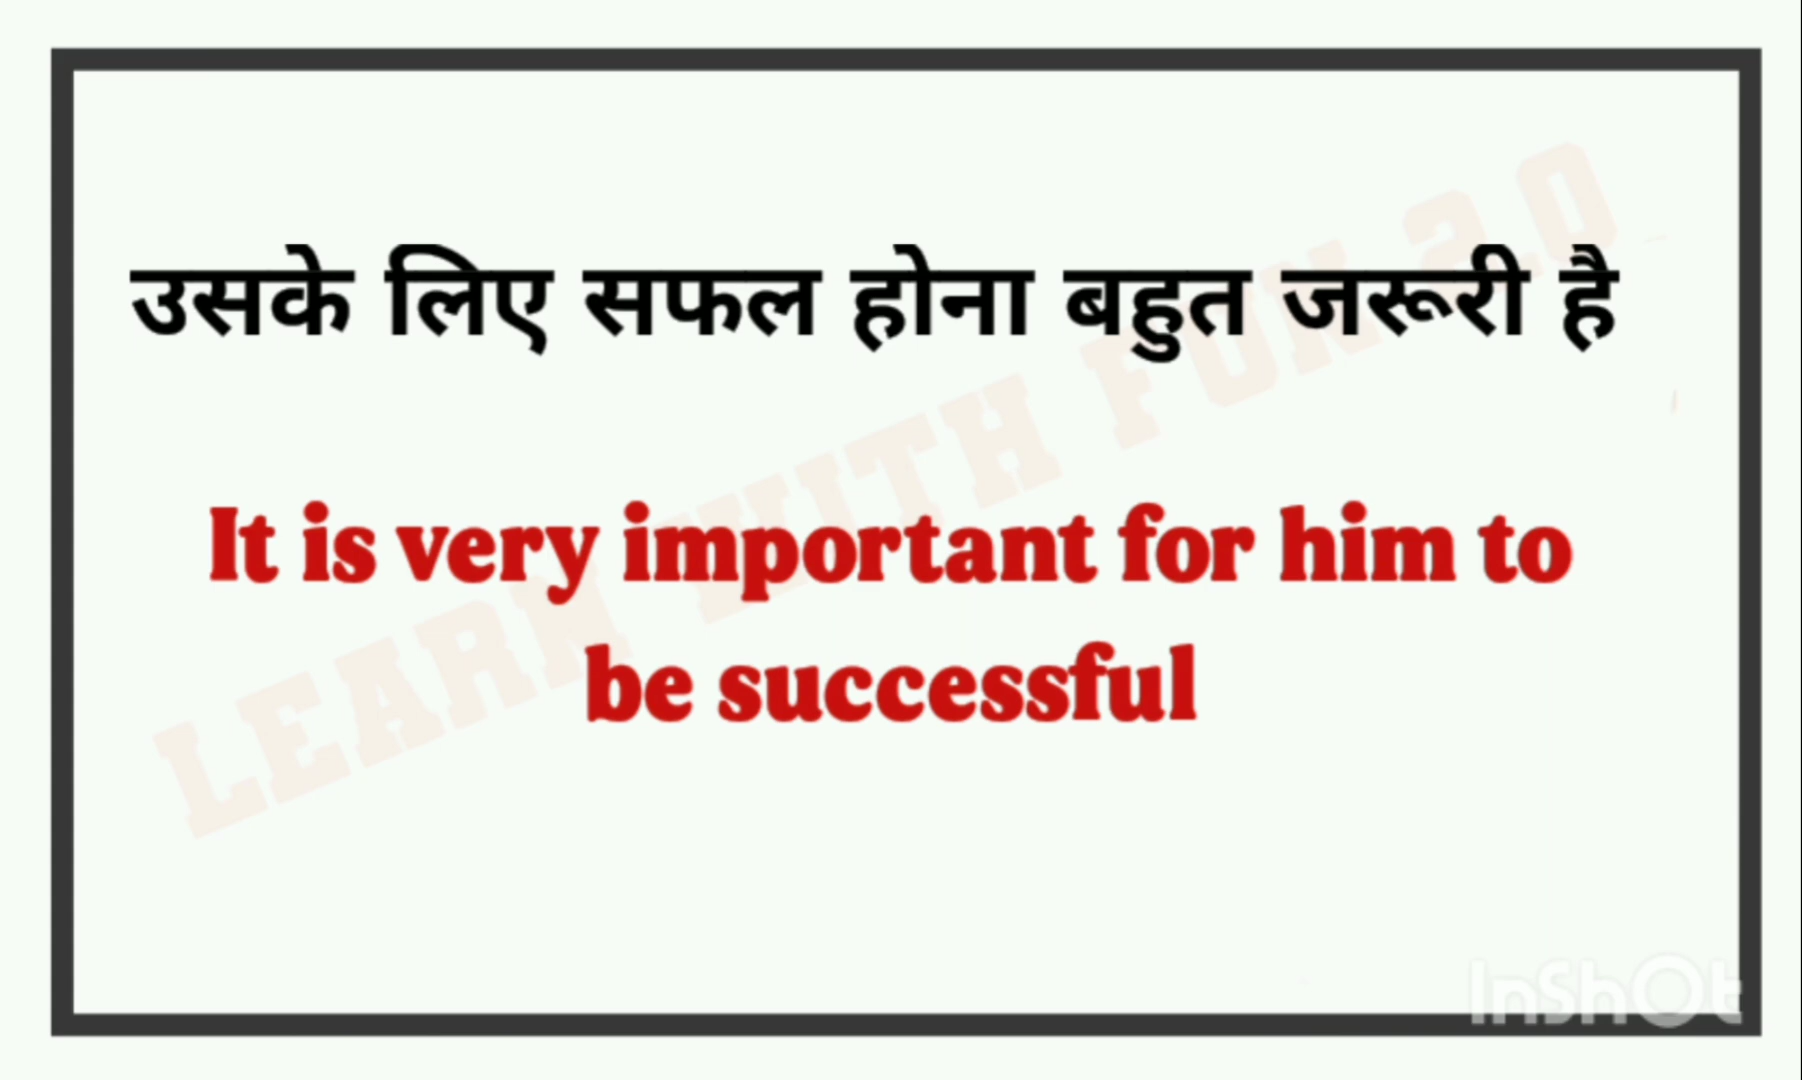 उसके लिए सफल होना बहुत जरूरी है
It is very important for him to
be successful
LEARN WITH FUN 2.0
InShOt